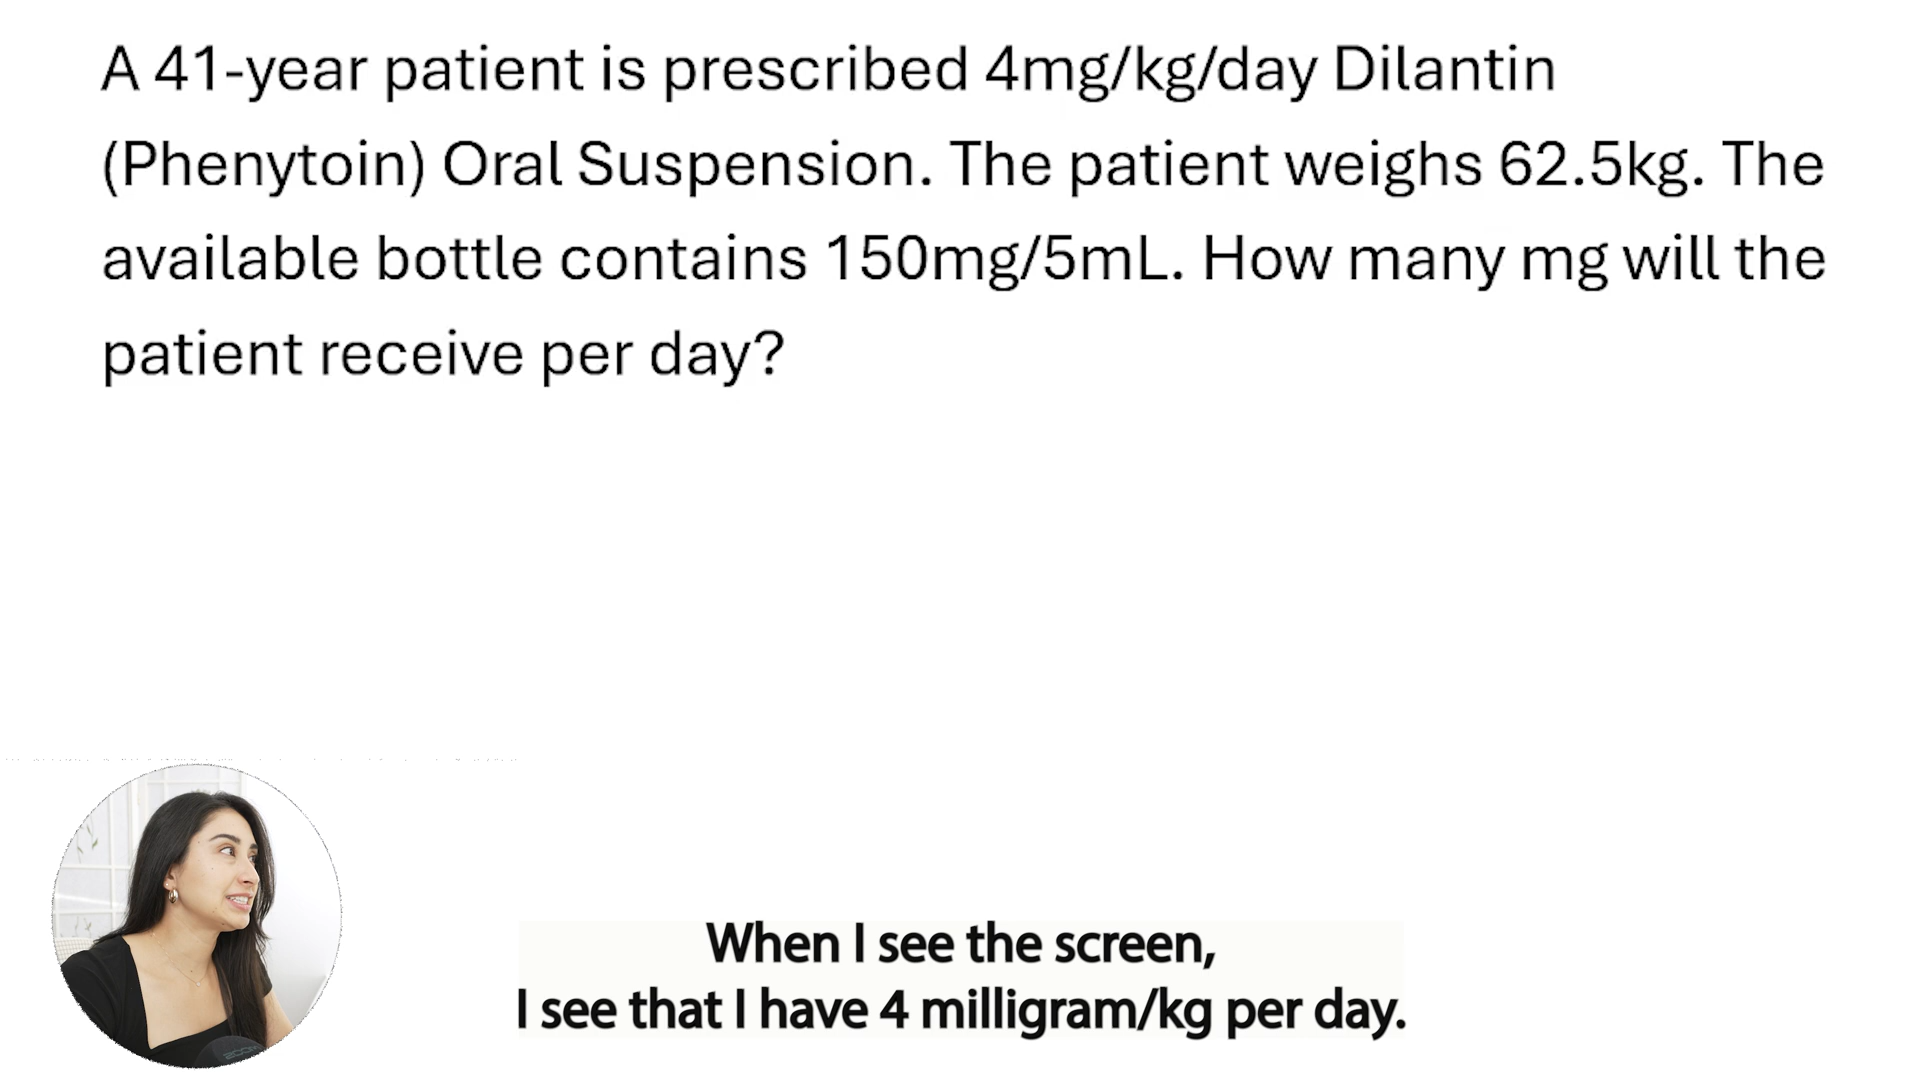 A 41-year patient is prescribed 4mg/kg/day Dilantin
(Phenytoin) Oral Suspension. The patient weighs 62.5kg. The
available bottle contains 150mg/5mL. How many mg will the
patient receive per day?
When I see the screen,
I see that I have 4 milligram/kg per day.